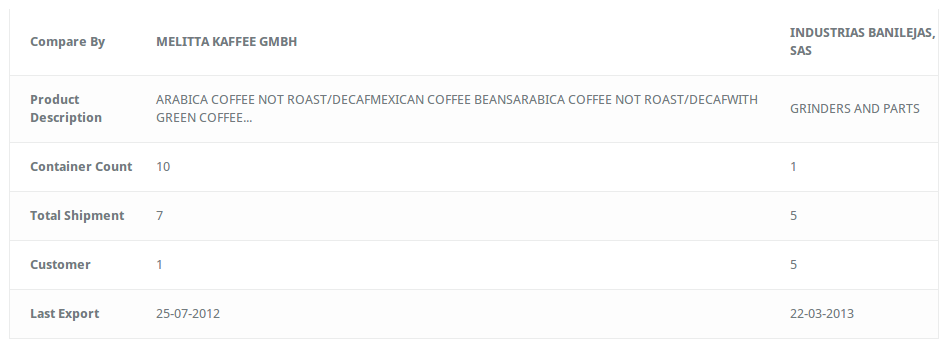 Compare By MELITTA KAFFEE GMBH INDUSTRIAS BANILEJAS,
SAS
Product ARABICA COFFEE NOT ROAST/DECAFMEXICAN COFFEE BEANSARABICA COFFEE NOT ROAST/DECAFWITH
Description GREEN COFFEE... GRINDERS AND PARTS
Container Count 10 1
Total Shipment 7 5
Customer 1 5
Last Export 25-07-2012 22-03-2013